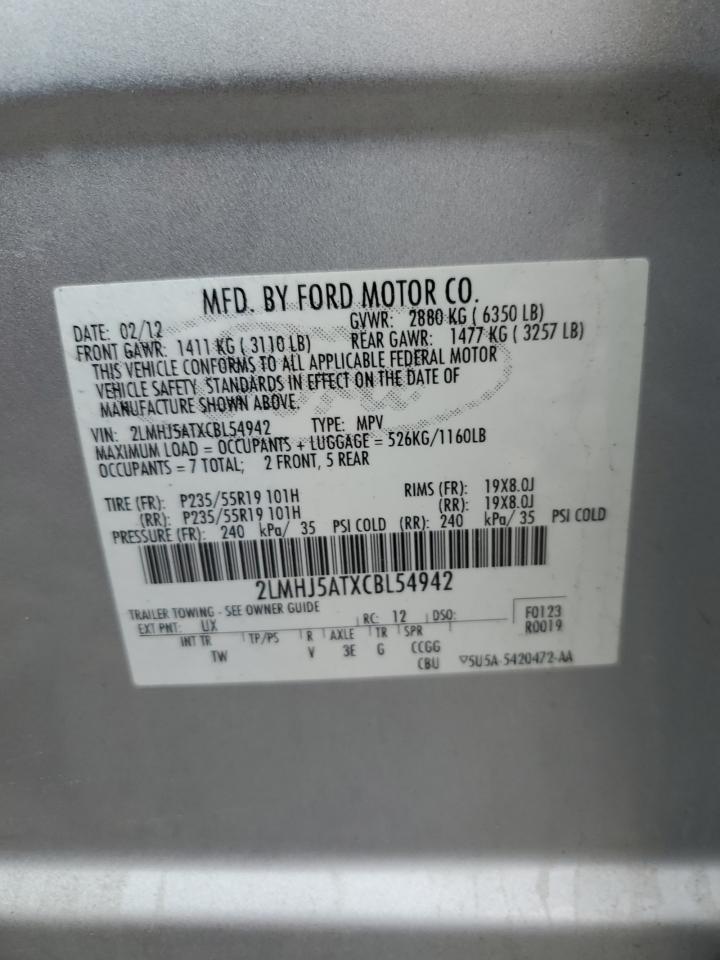 MFD. BY FORD MOTOR CO.
DATE: 02/12 GVWR: 2880 KG ( 6350 LB)
FRONT GAWR: 1411 KG ( 3110 LB) REAR GAWR: 1477 KG ( 3257 LB)
THIS VEHICLE CONFORMS TO ALL APPLICABLE FEDERAL MOTOR
VEHICLE SAFETY STANDARDS IN EFFECT ON THE DATE OF
MANUFACTURE SHOWN ABOVE.
VIN: 2LMHJ5ATXCBL54942 TYPE: MPV
MAXIMUM LOAD = OCCUPANTS + LUGGAGE = 526KG/1160LB
OCCUPANTS = 7 TOTAL; 2 FRONT, 5 REAR
TIRE (FR): P235/55R19 101H RIMS (FR): 19X8.0J
(RR): P235/55R19 101H (RR): 19X8.0J
PRESSURE (FR): 240 kPa/ 35 PSI COLD (RR): 240 kPa/ 35 PSI COLD
2LMHJ5ATXCBL54942
TRAILER TOWING - SEE OWNER GUIDE
EXT PNT: UX RC: 12 DSO: F0123
R0019
INT TR TP/PS R AXLE TR SPR
TW V 3E G CCGG
CBU 5U5A-5420472-AA